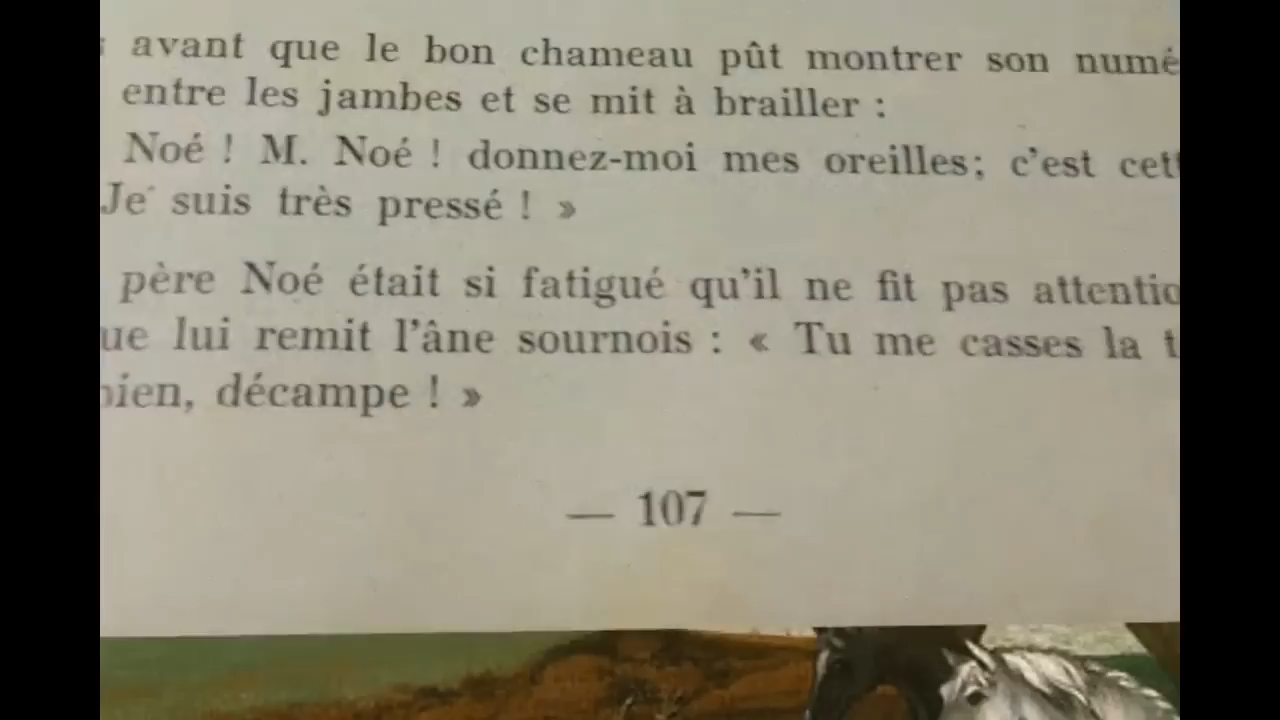 avant que le bon chameau pût montrer son numé
entre les jambes et se mit à brailler :
Noé ! M. Noé ! donnez-moi mes oreilles; c'est cett
Je suis très pressé ! »
père Noé était si fatigué qu'il ne fit pas attentio
ue lui remit l'âne sournois : « Tu me casses la t
bien, décampe ! »
— 107 —